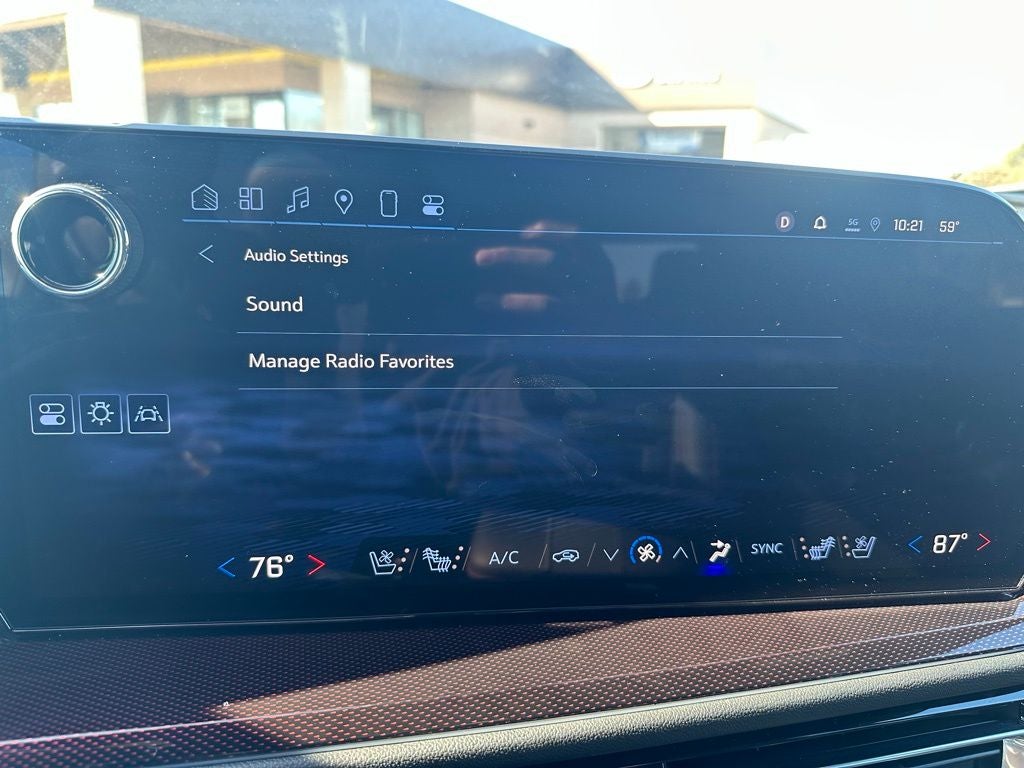 D 5G 10:21 59°
Audio Settings
Sound
Manage Radio Favorites
76° A/C SYNC 87°